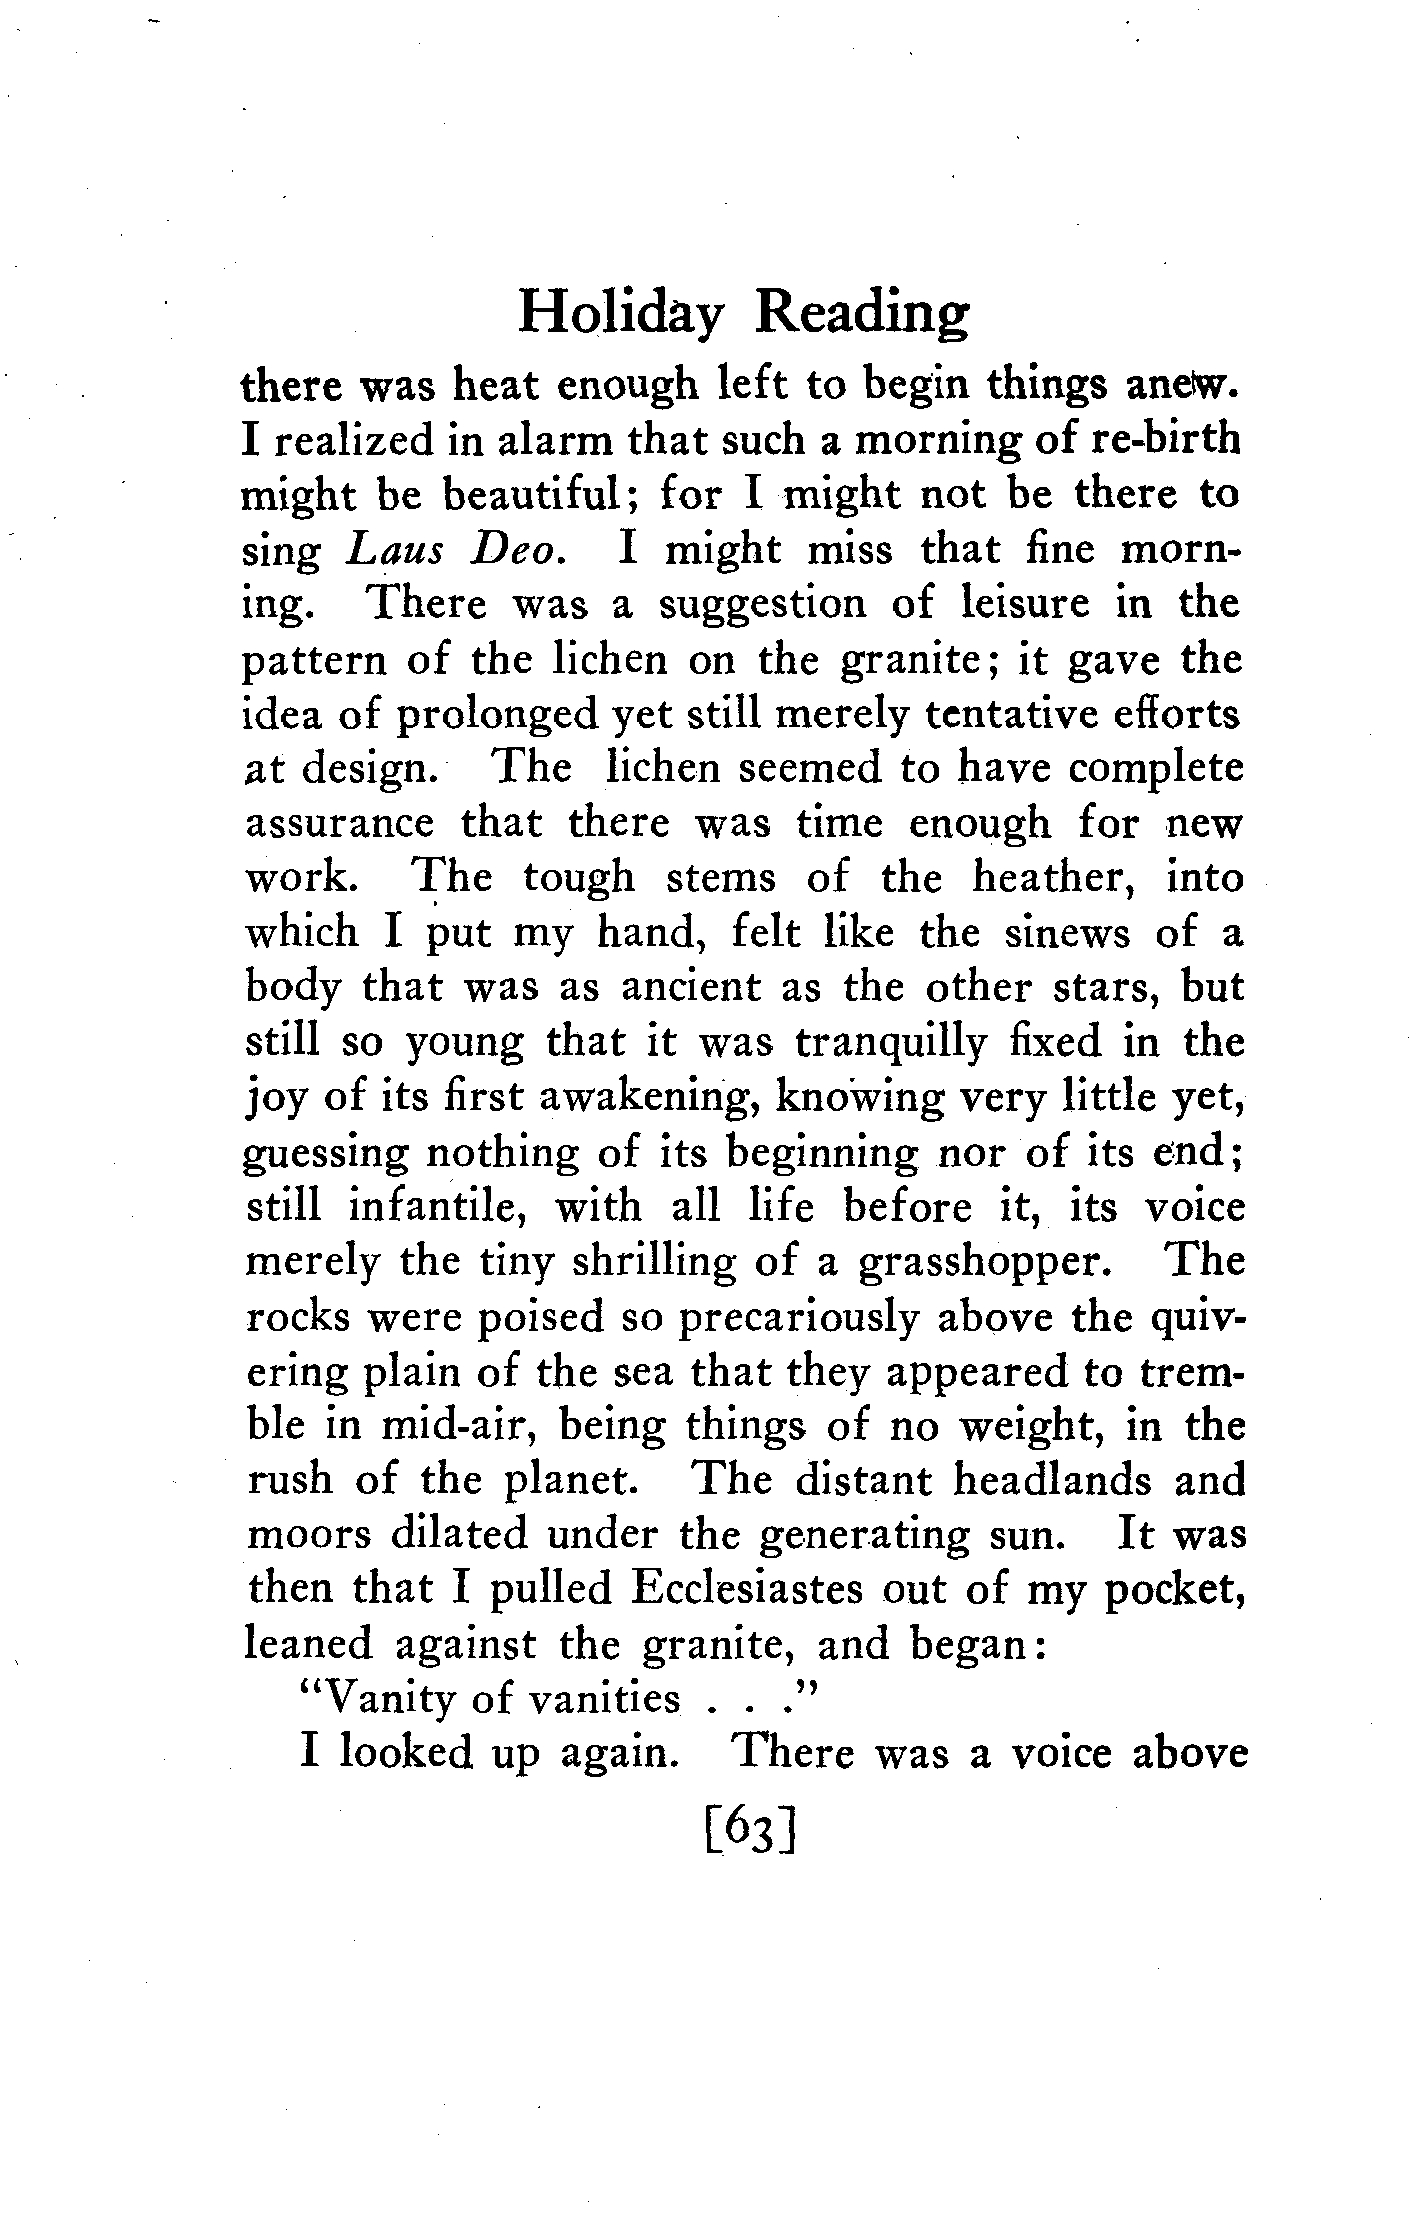 Holiday Reading
there was heat enough left to begin things anew.
I realized in alarm that such a morning of re-birth
might be beautiful; for I might not be there to
sing Laus Deo. I might miss that fine morn-
ing. There was a suggestion of leisure in the
pattern of the lichen on the granite; it gave the
idea of prolonged yet still merely tentative efforts
at design. The lichen seemed to have complete
assurance that there was time enough for new
work. The tough stems of the heather, into
which I put my hand, felt like the sinews of a
body that was as ancient as the other stars, but
still so young that it was tranquilly fixed in the
joy of its first awakening, knowing very little yet,
guessing nothing of its beginning nor of its end;
still infantile, with all life before it, its voice
merely the tiny shrilling of a grasshopper. The
rocks were poised so precariously above the quiv-
ering plain of the sea that they appeared to trem-
ble in mid-air, being things of no weight, in the
rush of the planet. The distant headlands and
moors dilated under the generating sun. It was
then that I pulled Ecclesiastes out of my pocket,
leaned against the granite, and began:
"Vanity of vanities . . ."
I looked up again. There was a voice above
[63]